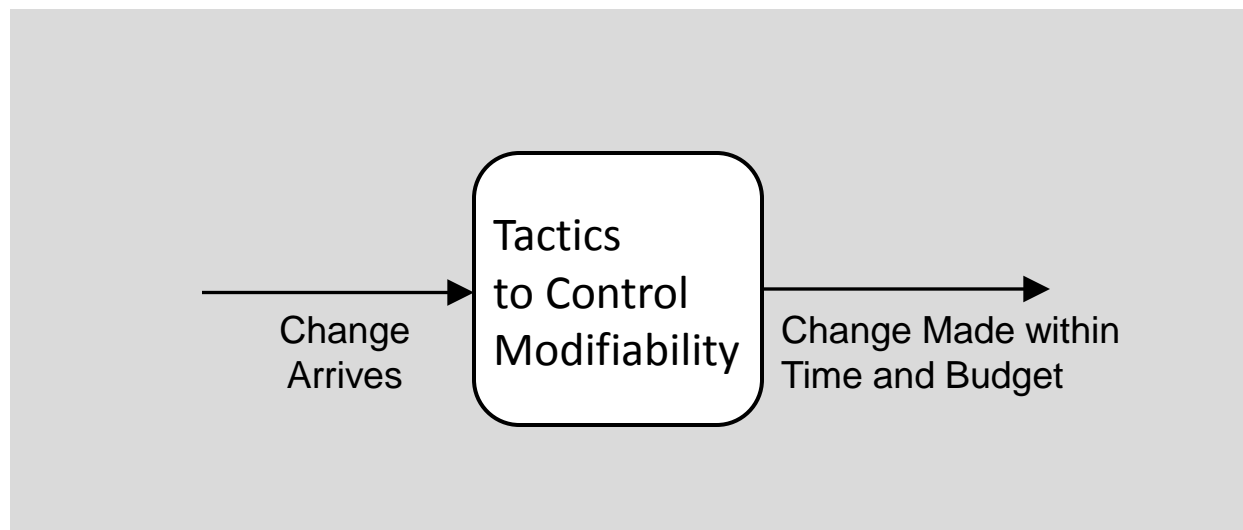 Change
Arrives
Tactics
to Control
Modifiability
Change Made within
Time and Budget